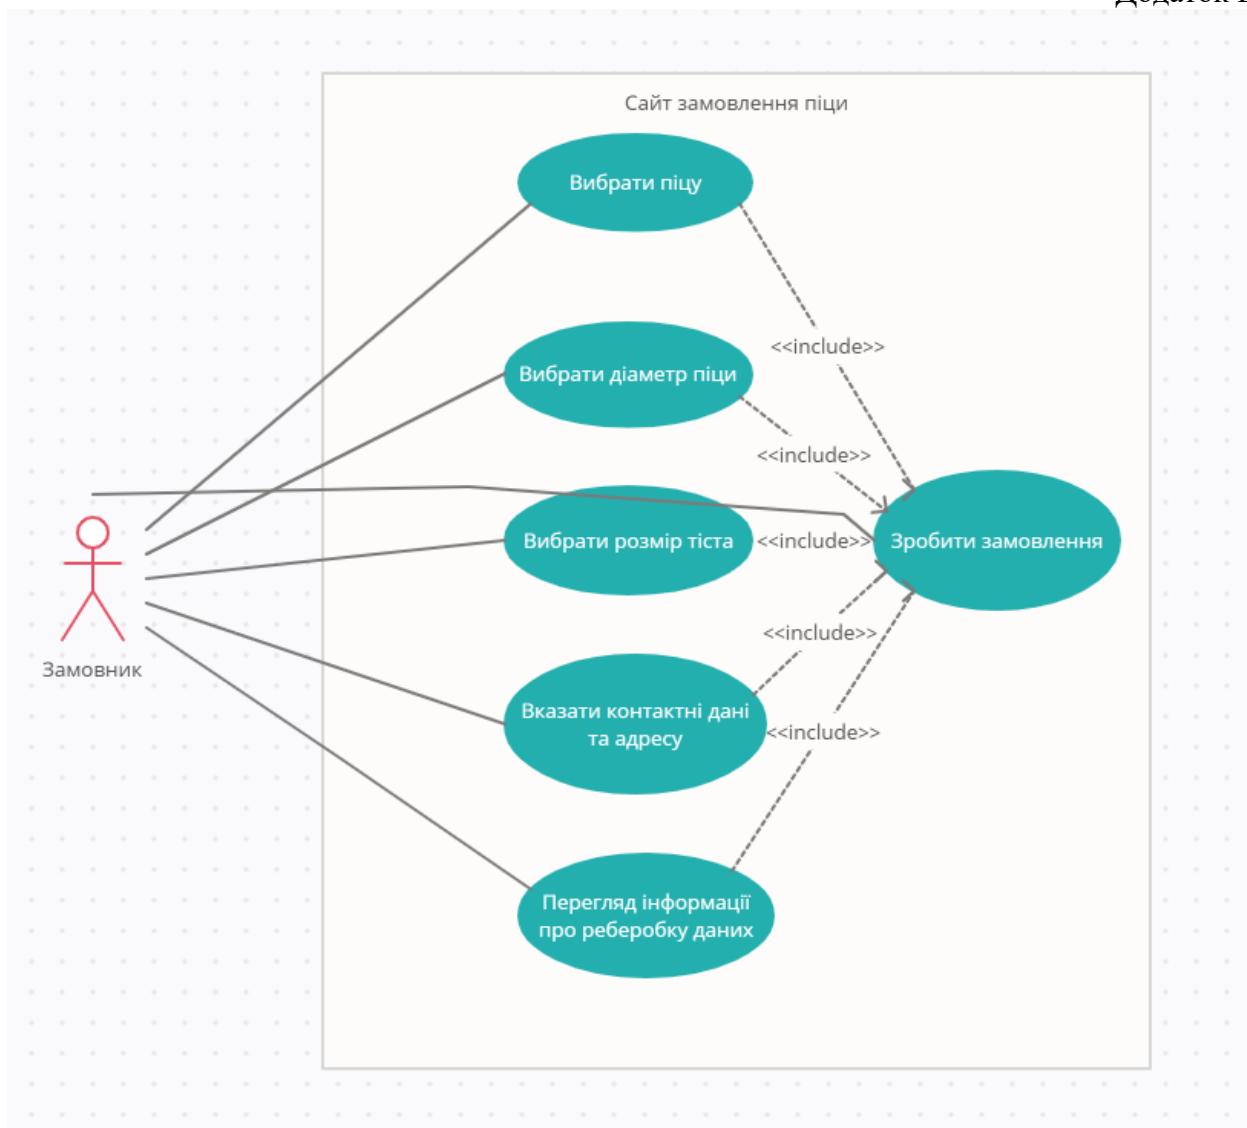 Додаток
Сайт замовлення піци
Вибрати піцу
<<include>>
Вибрати діаметр піци
<<include>>
Вибрати розмір тіста
<<include>>
Зробити замовлення
<<include>>
Замовник
Вказати контактні дані
та адресу
<<include>>
Перегляд інформації
про реберобку даних